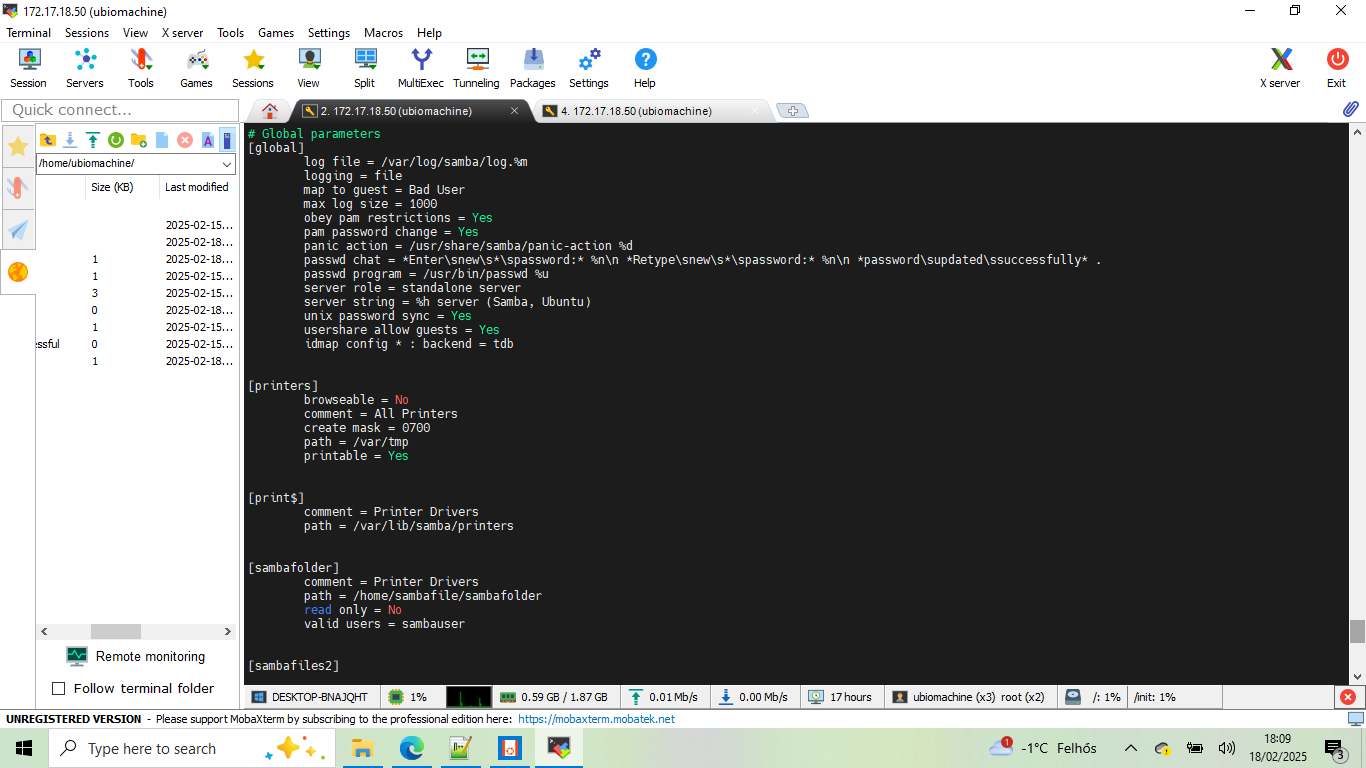 172.17.18.50 (ubiomachine)
Terminal Sessions View X server Tools Games Settings Macros Help
Session Servers Tools Games Sessions View Split MultiExec Tunneling Packages Settings Help X server Exit
Quick connect...
2. 172.17.18.50 (ubiomachine)
4. 172.17.18.50 (ubiomachine)
/home/ubiomachine/
Size (KB) Last modified
2025-02-15...
2025-02-18...
1 2025-02-18...
1 2025-02-15...
3 2025-02-15...
0 2025-02-18...
1 2025-02-15...
ssful 0 2025-02-15...
1 2025-02-18...
Remote monitoring
Follow terminal folder
# Global parameters
[global]
log file = /var/log/samba/log.%m
logging = file
map to guest = Bad User
max log size = 1000
obey pam restrictions = Yes
pam password change = Yes
panic action = /usr/share/samba/panic-action %d
passwd chat = *Enter\snew\s*\spassword:* %n\n *Retype\snew\s*\spassword:* %n\n *password\supdated\ssuccessfully* .
passwd program = /usr/bin/passwd %u
server role = standalone server
server string = %h server (Samba, Ubuntu)
unix password sync = Yes
usershare allow guests = Yes
idmap config * : backend = tdb
[printers]
browseable = No
comment = All Printers
create mask = 0700
path = /var/tmp
printable = Yes
[print$]
comment = Printer Drivers
path = /var/lib/samba/printers
[sambafolder]
comment = Printer Drivers
path = /home/sambafile/sambafolder
read only = No
valid users = sambauser
[sambafiles2]
DESKTOP-BNAJQHT 1% 0.59 GB / 1.87 GB 0.01 Mb/s 0.00 Mb/s 17 hours ubiomachine (x3) root (x2) /: 1% /init: 1%
UNREGISTERED VERSION - Please support MobaXterm by subscribing to the professional edition here: https://mobaxterm.mobatek.net
Type here to search
1
-1°C Felhős
18:09
18/02/2025
3